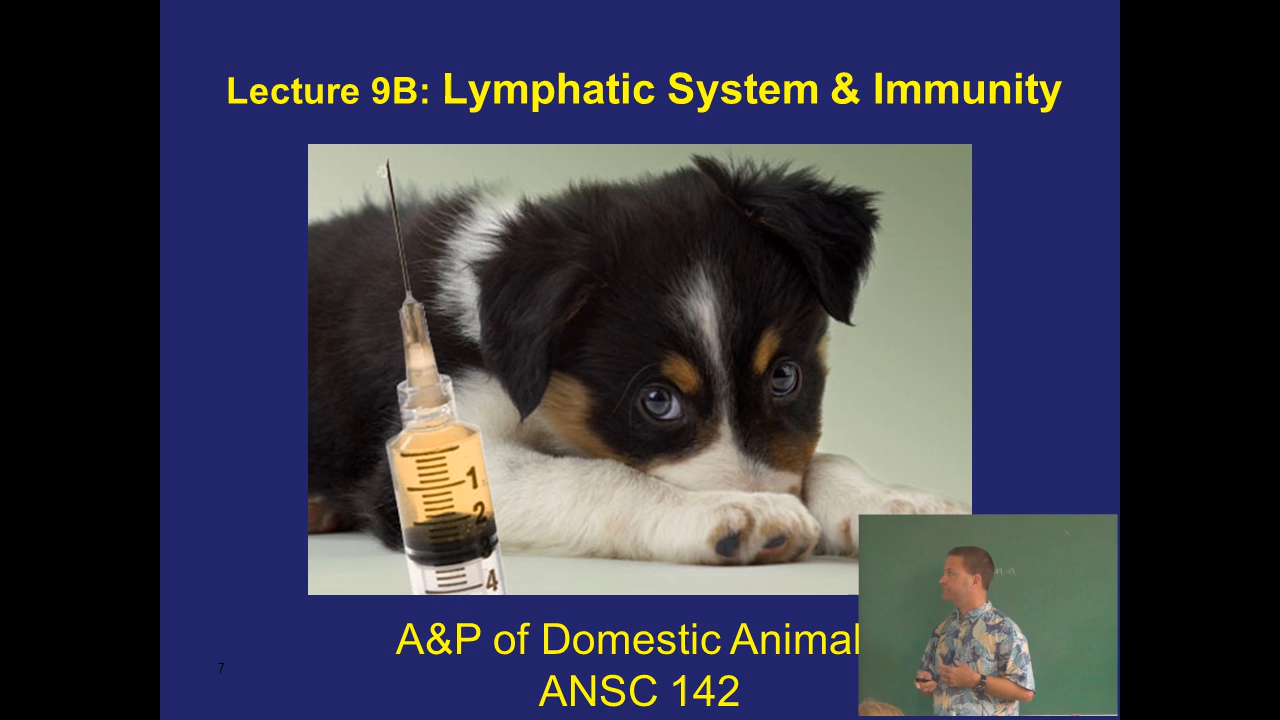 Lecture 9B: Lymphatic System & Immunity
1
2
4
A&P of Domestic Animal
7
ANSC 142